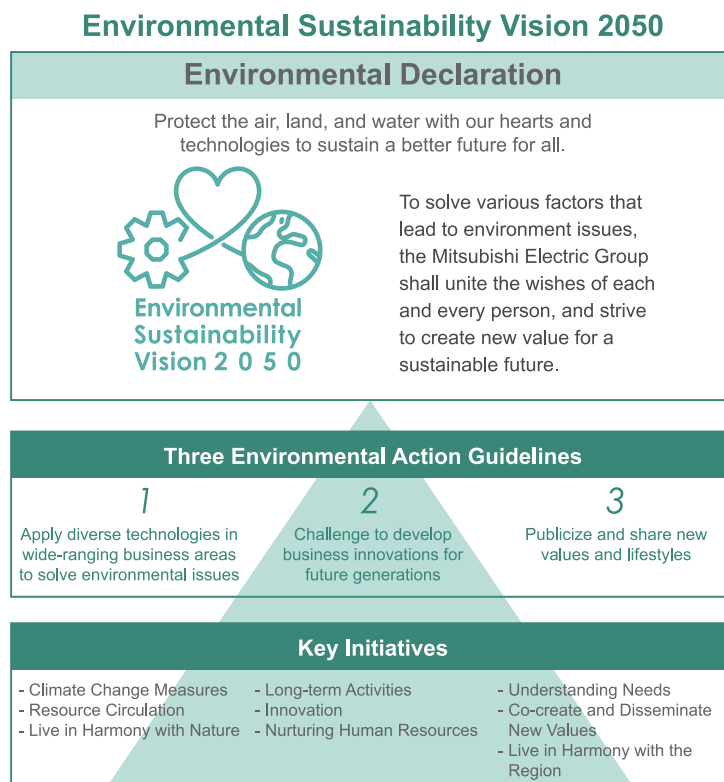 Environmental Sustainability Vision 2050
Environmental Declaration
Protect the air, land, and water with our hearts and
technologies to sustain a better future for all.
Environmental
Sustainability
Vision 2 0 5 0
To solve various factors that
lead to environment issues,
the Mitsubishi Electric Group
shall unite the wishes of each
and every person, and strive
to create new value for a
sustainable future.
Three Environmental Action Guidelines
1
Apply diverse technologies in
wide-ranging business areas
to solve environmental issues
2
Challenge to develop
business innovations for
future generations
3
Publicize and share new
values and lifestyles
Key Initiatives
- Climate Change Measures
- Resource Circulation
- Live in Harmony with Nature
- Long-term Activities
- Innovation
- Nurturing Human Resources
- Understanding Needs
- Co-create and Disseminate
New Values
- Live in Harmony with the
Region